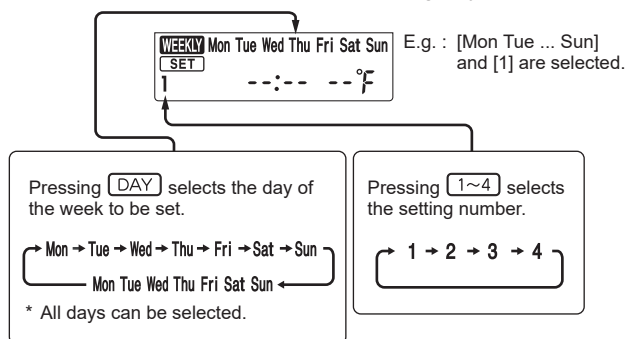 WEEKLY Mon Tue Wed Thu Fri Sat Sun
SET
1 --:-- --°F
E.g. : [Mon Tue ... Sun]
and [1] are selected.
Pressing DAY selects the day of
the week to be set.
Mon → Tue → Wed → Thu → Fri → Sat → Sun
Mon Tue Wed Thu Fri Sat Sun
* All days can be selected.
Pressing 1~4 selects
the setting number.
1 → 2 → 3 → 4